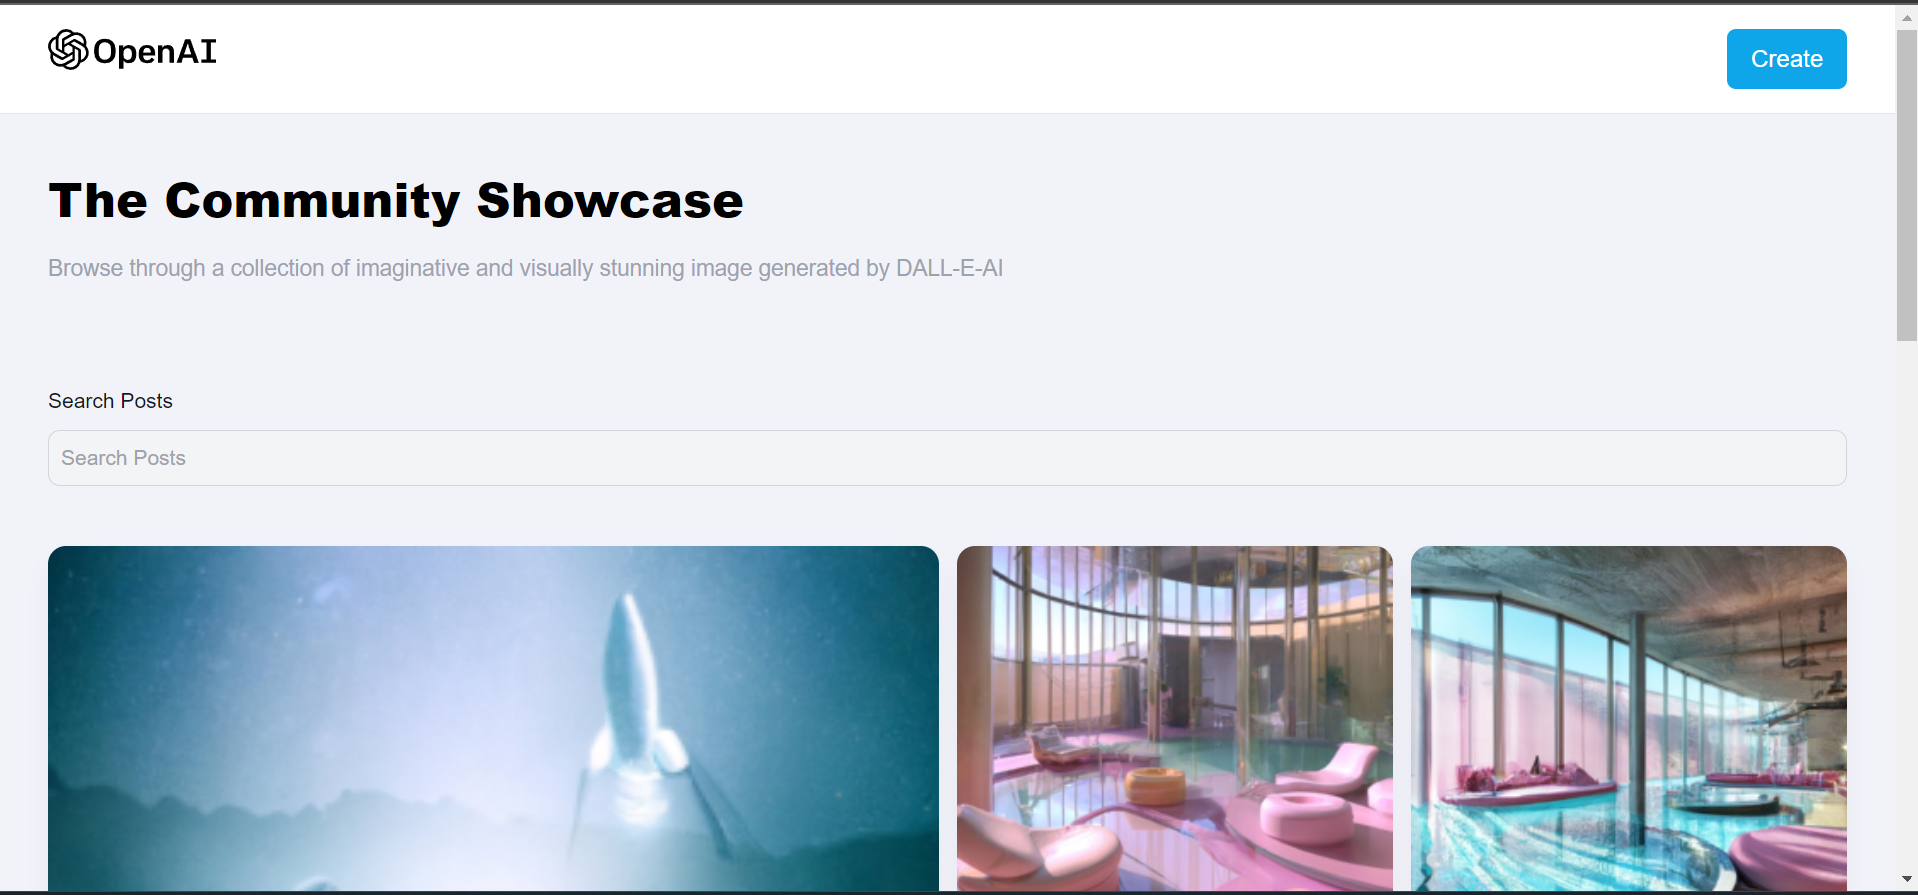 OpenAI
Create
The Community Showcase
Browse through a collection of imaginative and visually stunning image generated by DALL-E-AI
Search Posts
Search Posts